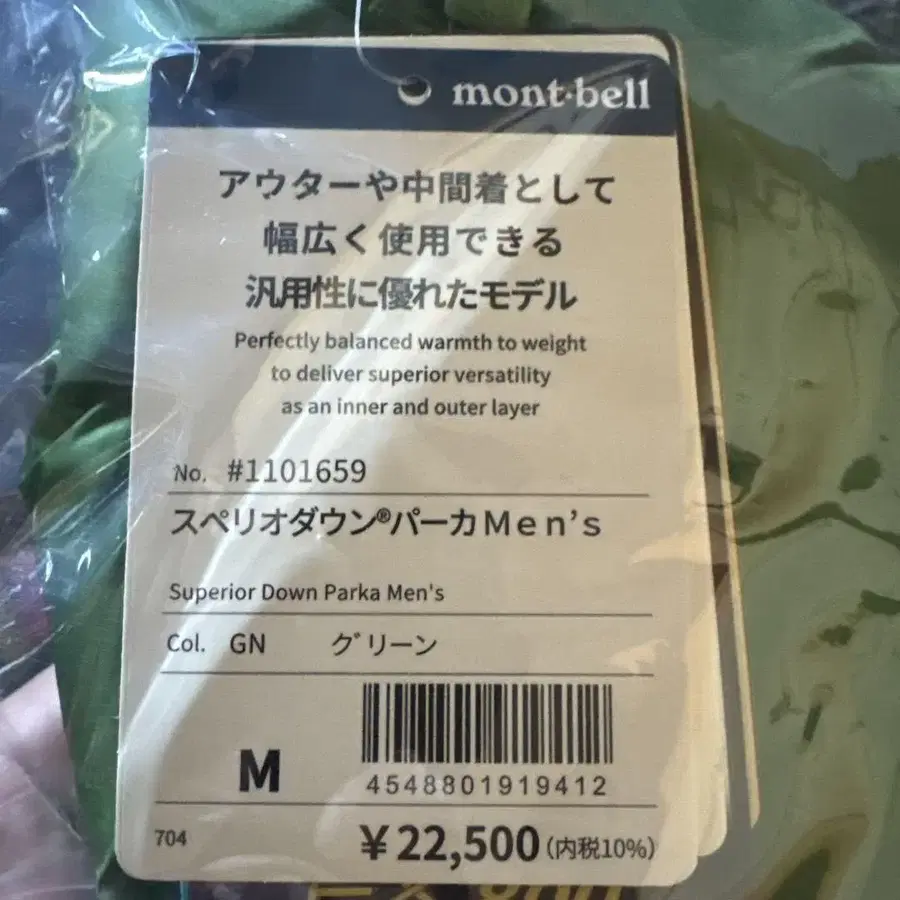 mont·bell
アウターや中間着として
幅広く使用できる
汎用性に優れたモデル
Perfectly balanced warmth to weight
to deliver superior versatility
as an inner and outer layer
No. #1101659
スペリオダウン®パーカMen's
Superior Down Parka Men's
Col. GN グリーン
M
4548801919412
704
¥22,500(内税10%)